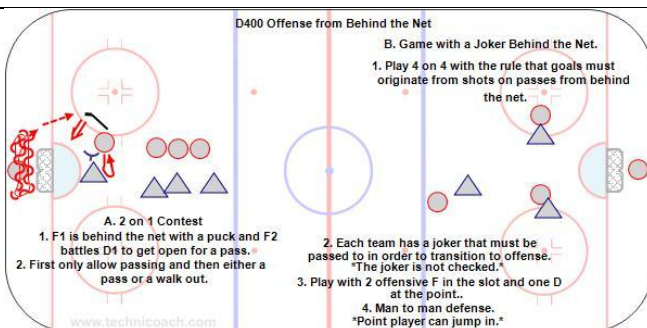 D400 Offense from Behind the Net
B. Game with a Joker Behind the Net.
1. Play 4 on 4 with the rule that goals must
originate from shots on passes from behind
the net.
A. 2 on 1 Contest
1. F1 is behind the net with a puck and F2
battles D1 to get open for a pass.
2. First only allow passing and then either a
pass or a walk out.
2. Each team has a joker that must be
passed to in order to transition to offense.
*The joker is not checked.*
3. Play with 2 offensive F in the slot and one D
at the point..
4. Man to man defense.
*Point player can jump in.*
www.technicoach.com